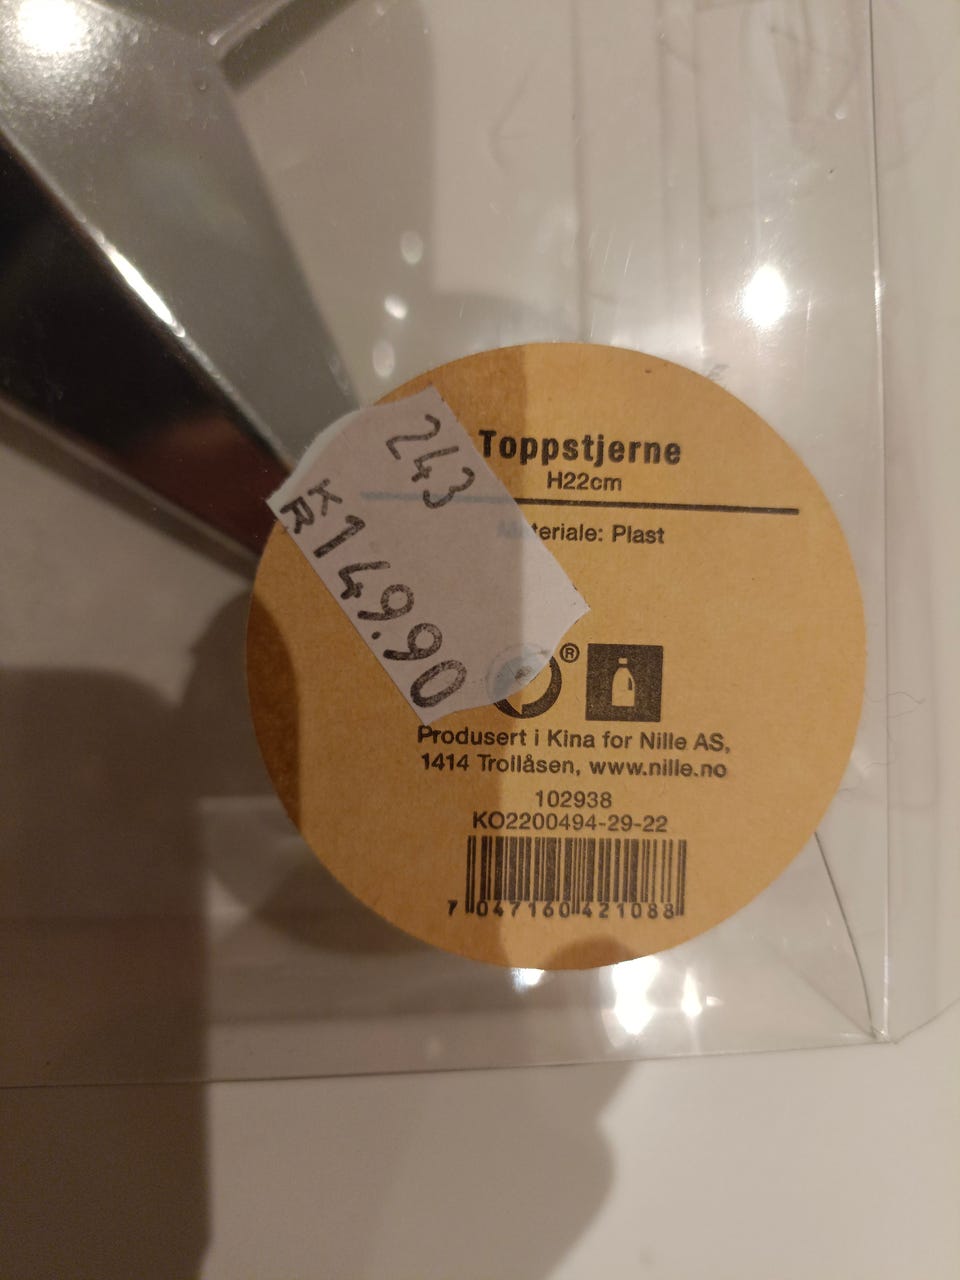 243
KR 149.90
Toppstjerne
H22cm
Materiale: Plast
®
Produsert i Kina for Nille AS,
1414 Trollåsen, www.nille.no
102938
KO2200494-29-22
7 047160 421088